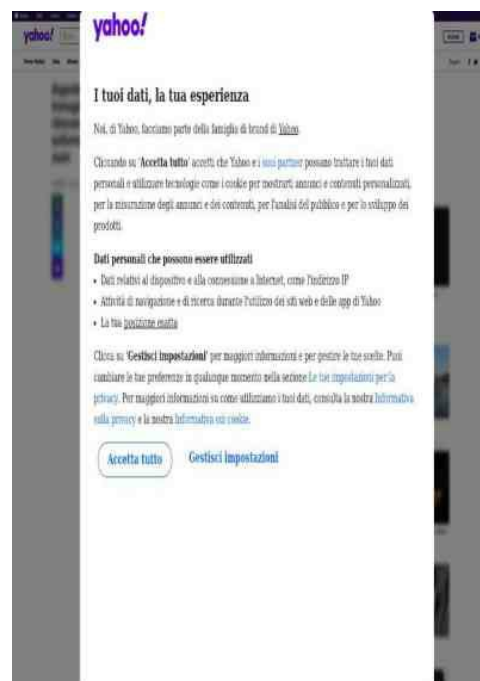 yahoo!
yahoo!
I tuoi dati, la tua esperienza
Noi, di Yahoo, facciamo parte della famiglia di brand di Yahoo.
Cliccando su 'Accetta tutto' accetti che Yahoo e i suoi partner possano trattare i tuoi dati
personali e utilizzare tecnologie come i cookie per mostrarti annunci e contenuti personalizzati,
per la misurazione degli annunci e dei contenuti, per l'analisi del pubblico e per lo sviluppo dei
prodotti.
Dati personali che possono essere utilizzati
• Dati relativi al dispositivo e alla connessione a Internet, come l'indirizzo IP
• Attività di navigazione e di ricerca durante l'utilizzo dei siti web e delle app di Yahoo
• La tua posizione esatta
Clicca su 'Gestisci impostazioni' per maggiori informazioni e per gestire le tue scelte. Puoi
cambiare le tue preferenze in qualunque momento nella sezione Le tue impostazioni per la
privacy. Per maggiori informazioni su come utilizziamo i tuoi dati, consulta la nostra Informativa
sulla privacy e la nostra Informativa sui cookie.
Accetta tutto Gestisci impostazioni